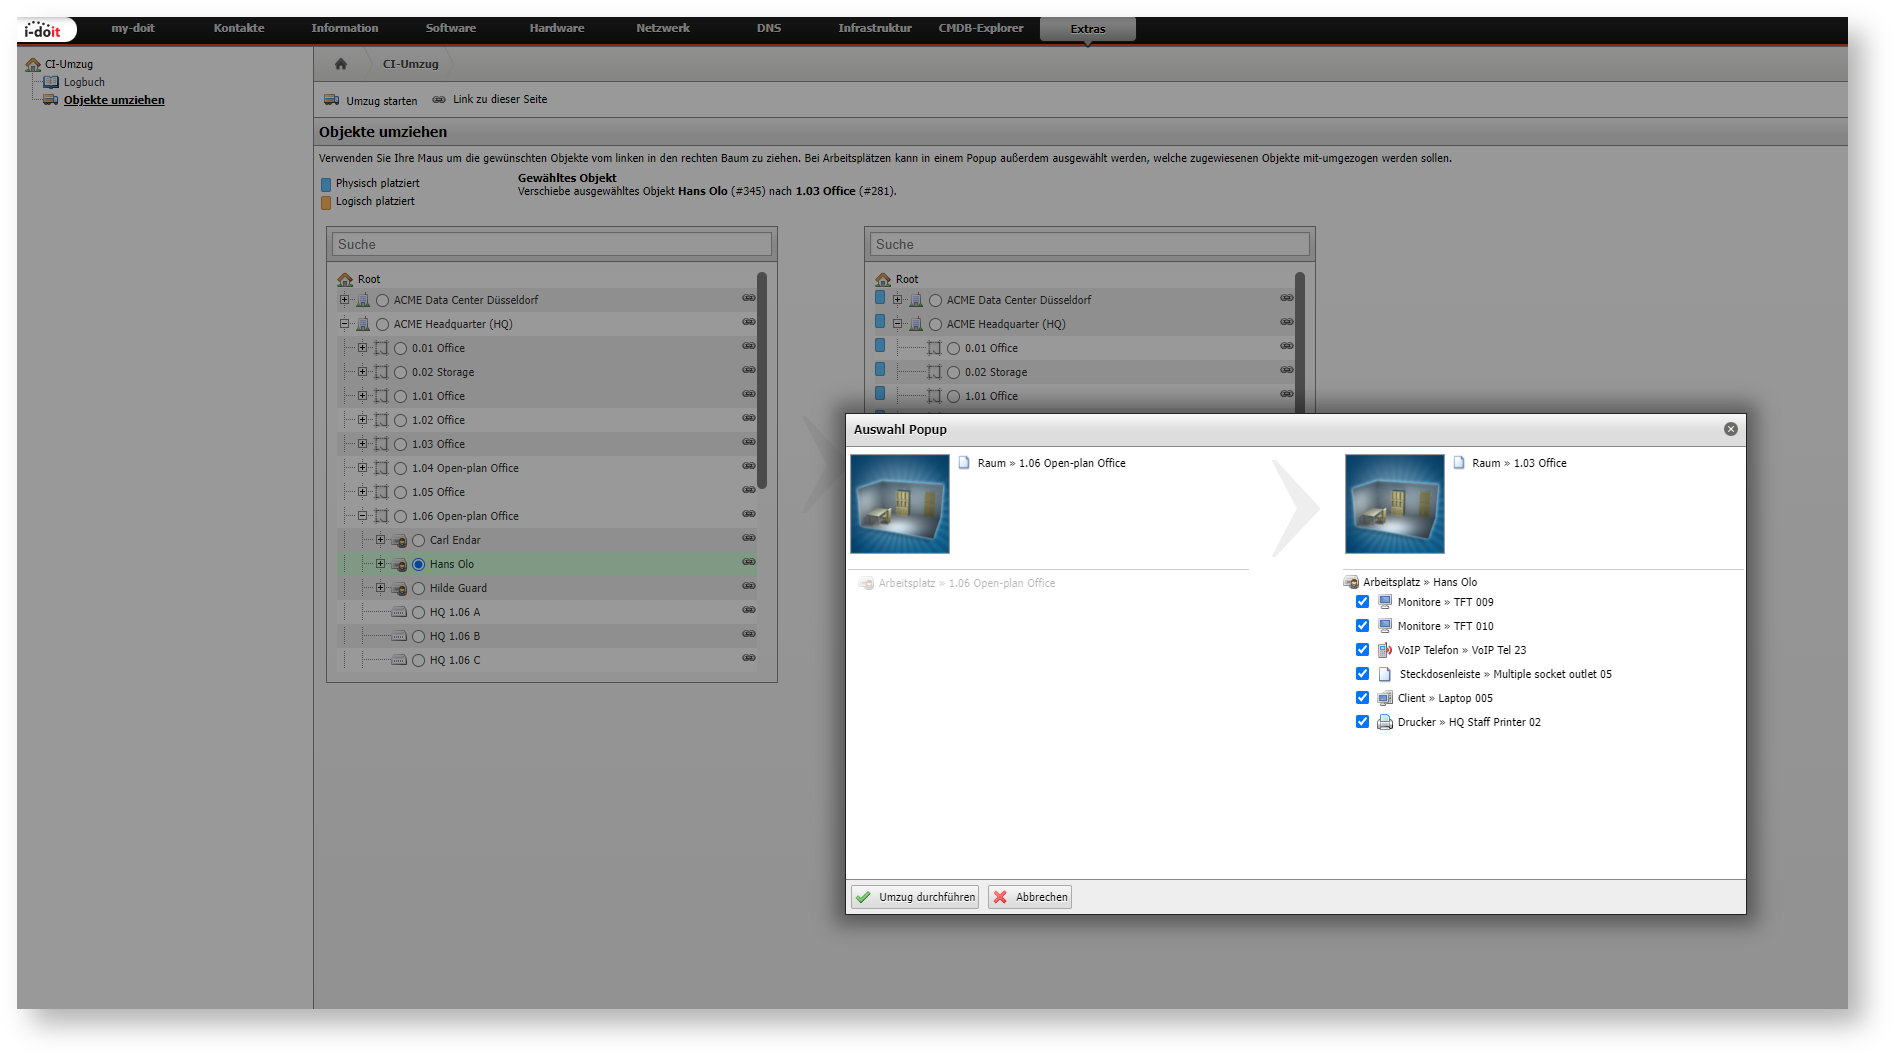 i-doit
my-doit Kontakte Information Software Hardware Netzwerk DNS Infrastruktur CMDB-Explorer Extras
CI-Umzug
Logbuch
Objekte umziehen
CI-Umzug
Umzug starten Link zu dieser Seite
Objekte umziehen
Verwenden Sie Ihre Maus um die gewünschten Objekte vom linken in den rechten Baum zu ziehen. Bei Arbeitsplätzen kann in einem Popup außerdem ausgewählt werden, welche zugewiesenen Objekte mit-umgezogen werden sollen.
Physisch platziert
Logisch platziert
Gewähltes Objekt
Verschiebe ausgewähltes Objekt Hans Olo (#345) nach 1.03 Office (#281).
Suche
Root
ACME Data Center Düsseldorf
ACME Headquarter (HQ)
0.01 Office
0.02 Storage
1.01 Office
1.02 Office
1.03 Office
1.04 Open-plan Office
1.05 Office
1.06 Open-plan Office
Carl Endar
Hans Olo
Hilde Guard
HQ 1.06 A
HQ 1.06 B
HQ 1.06 C
Suche
Root
ACME Data Center Düsseldorf
ACME Headquarter (HQ)
0.01 Office
0.02 Storage
1.01 Office
Auswahl Popup
Raum » 1.06 Open-plan Office
Arbeitsplatz » 1.06 Open-plan Office
Raum » 1.03 Office
Arbeitsplatz » Hans Olo
Monitore » TFT 009
Monitore » TFT 010
VoIP Telefon » VoIP Tel 23
Steckdosenleiste » Multiple socket outlet 05
Client » Laptop 005
Drucker » HQ Staff Printer 02
Umzug durchführen Abbrechen